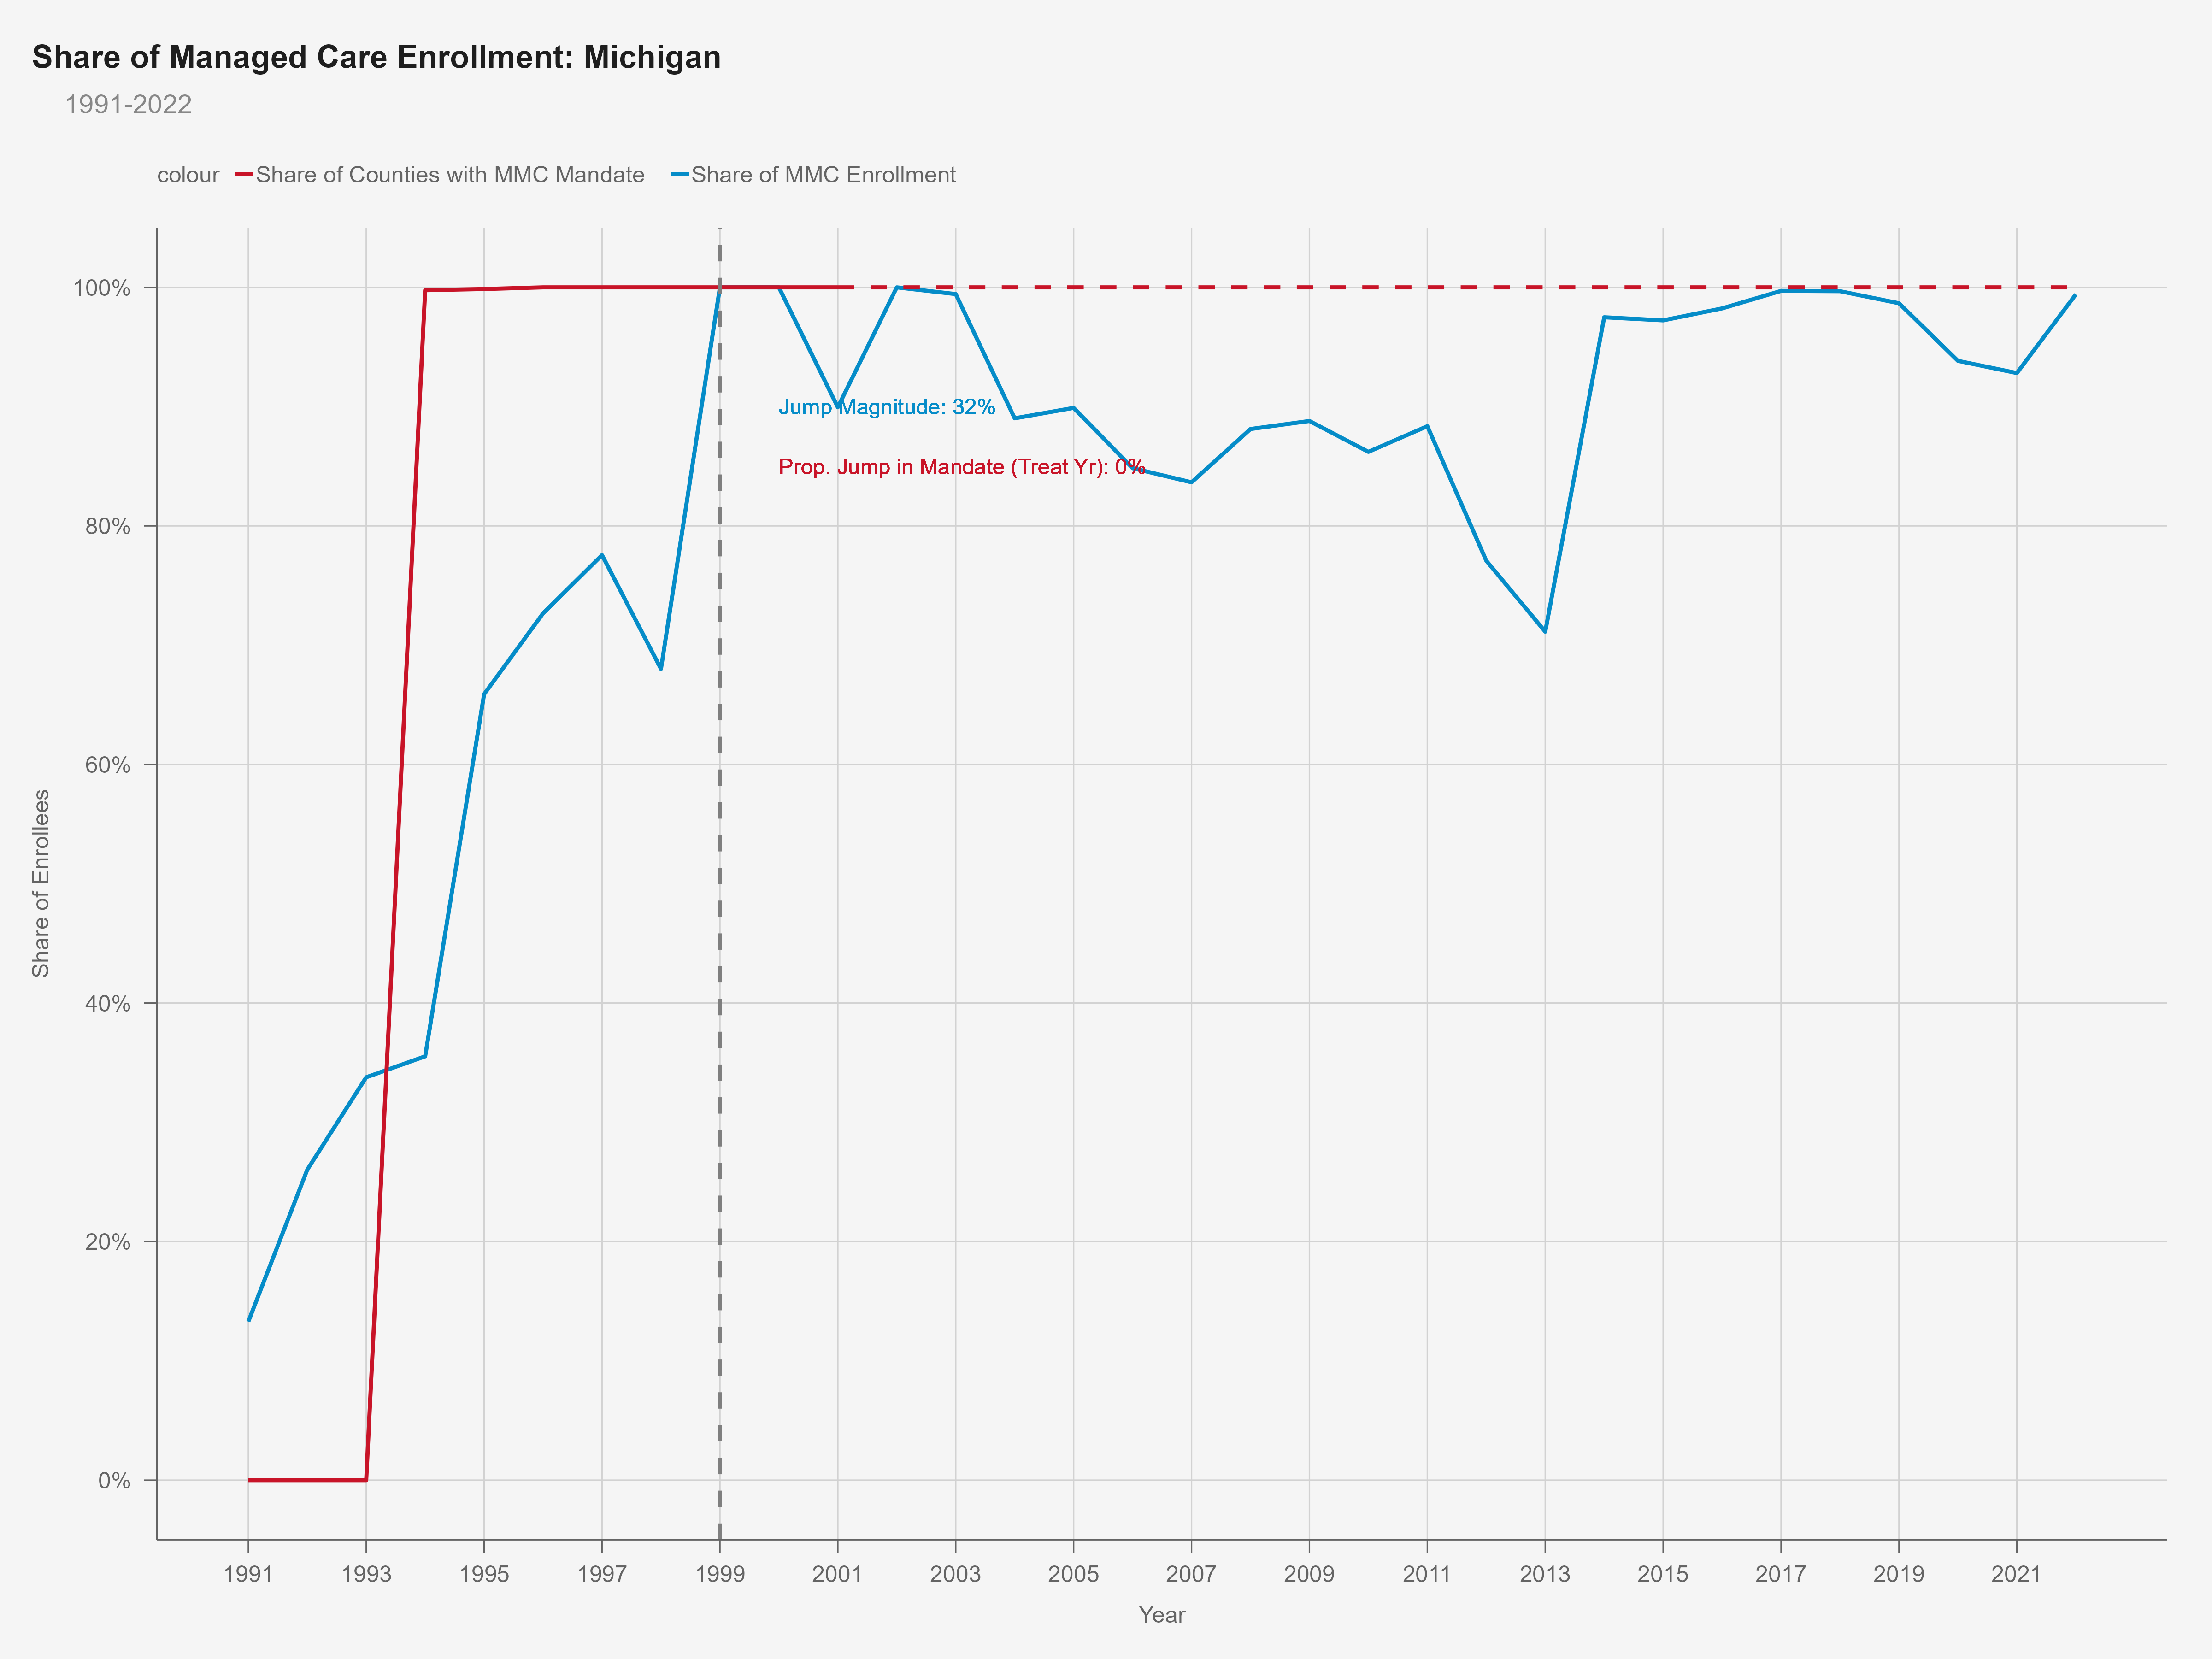 Share of Managed Care Enrollment: Michigan
1991-2022
colour Share of Counties with MMC Mandate Share of MMC Enrollment
100%
80%
60%
40%
20%
0%
Share of Enrollees
Jump Magnitude: 32%
Prop. Jump in Mandate (Treat Yr): 0%
1991 1993 1995 1997 1999 2001 2003 2005 2007 2009 2011 2013 2015 2017 2019 2021
Year